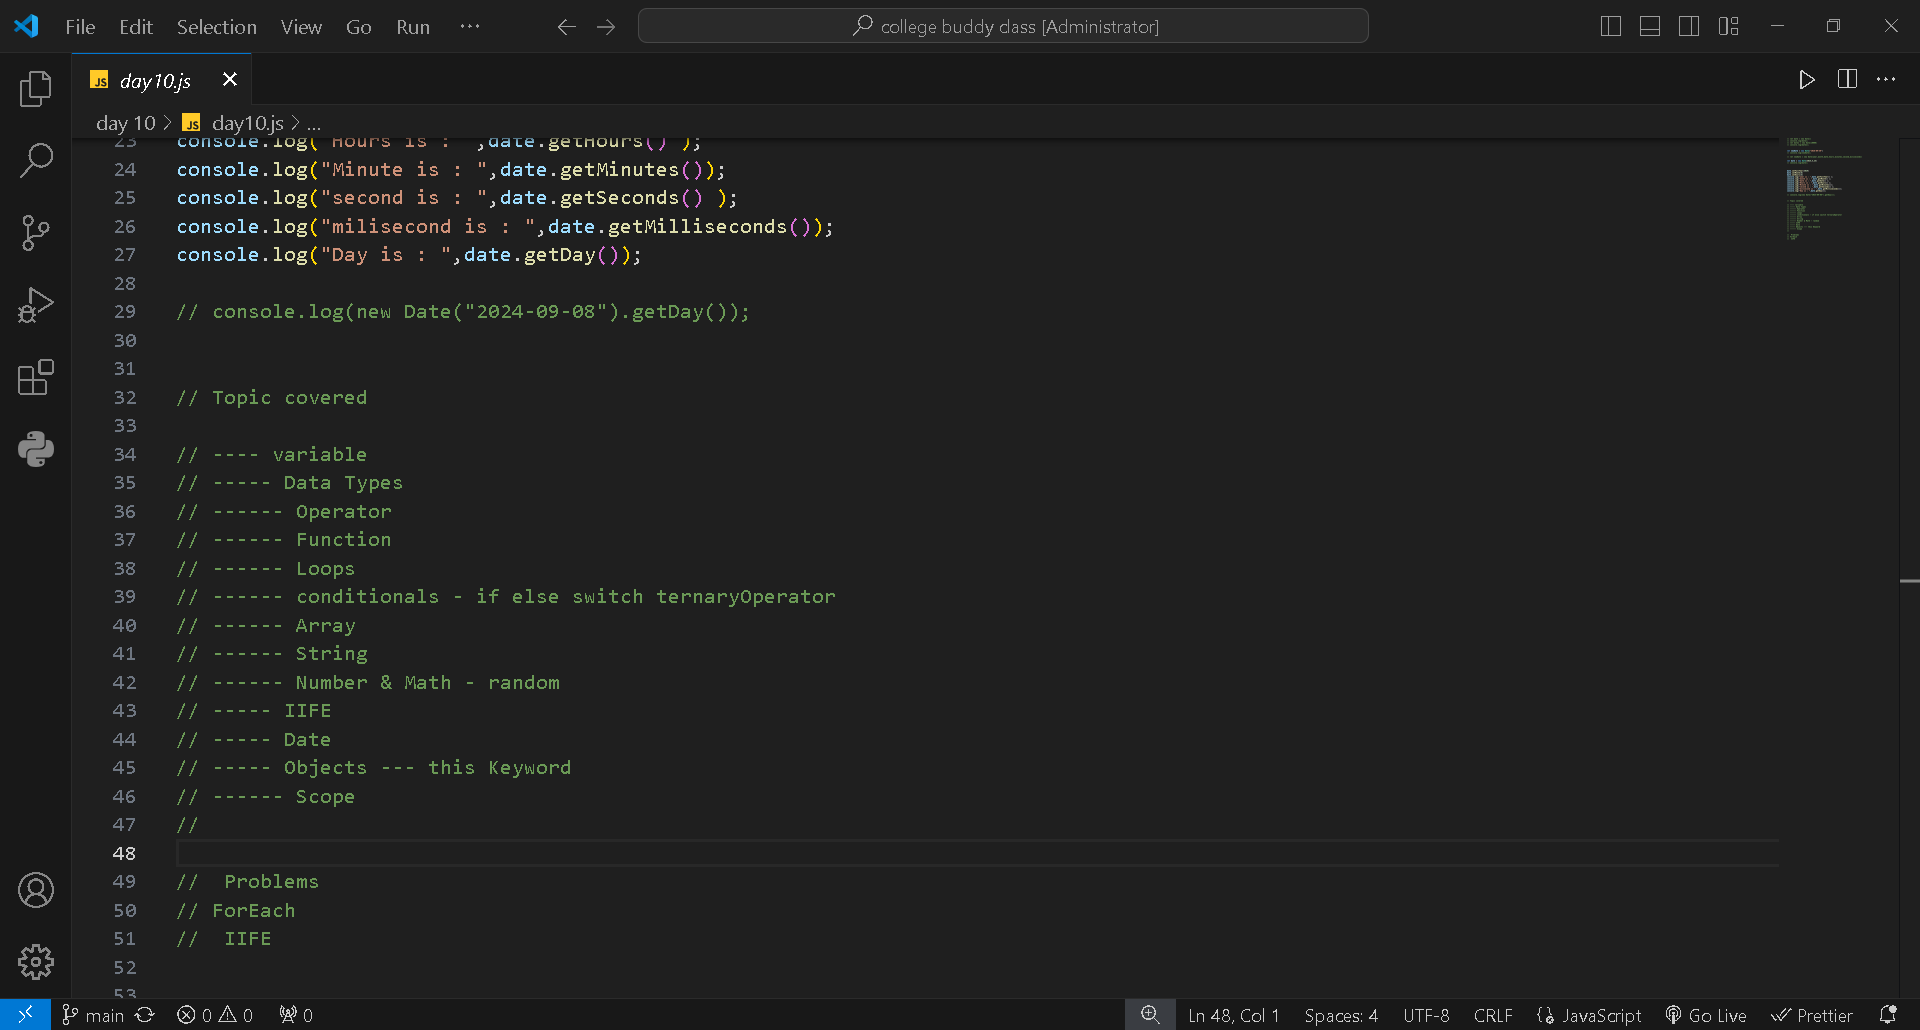 File Edit Selection View Go Run ···
college buddy class [Administrator]
JS day10.js
day 10 > JS day10.js > ...
23 console.log("Hours is : ",date.getHours() );
24 console.log("Minute is : ",date.getMinutes());
25 console.log("second is : ",date.getSeconds() );
26 console.log("milisecond is : ",date.getMilliseconds());
27 console.log("Day is : ",date.getDay());
28
29 // console.log(new Date("2024-09-08").getDay());
30
31
32 // Topic covered
33
34 // ---- variable
35 // ----- Data Types
36 // ------ Operator
37 // ------ Function
38 // ------ Loops
39 // ------ conditionals - if else switch ternaryOperator
40 // ------ Array
41 // ------ String
42 // ------ Number & Math - random
43 // ----- IIFE
44 // ----- Date
45 // ----- Objects --- this Keyword
46 // ------ Scope
47 //
48
49 //  Problems
50 // ForEach
51 //  IIFE
52
53
main 0 0 0 Ln 48, Col 1 Spaces: 4 UTF-8 CRLF {} JavaScript Go Live Prettier